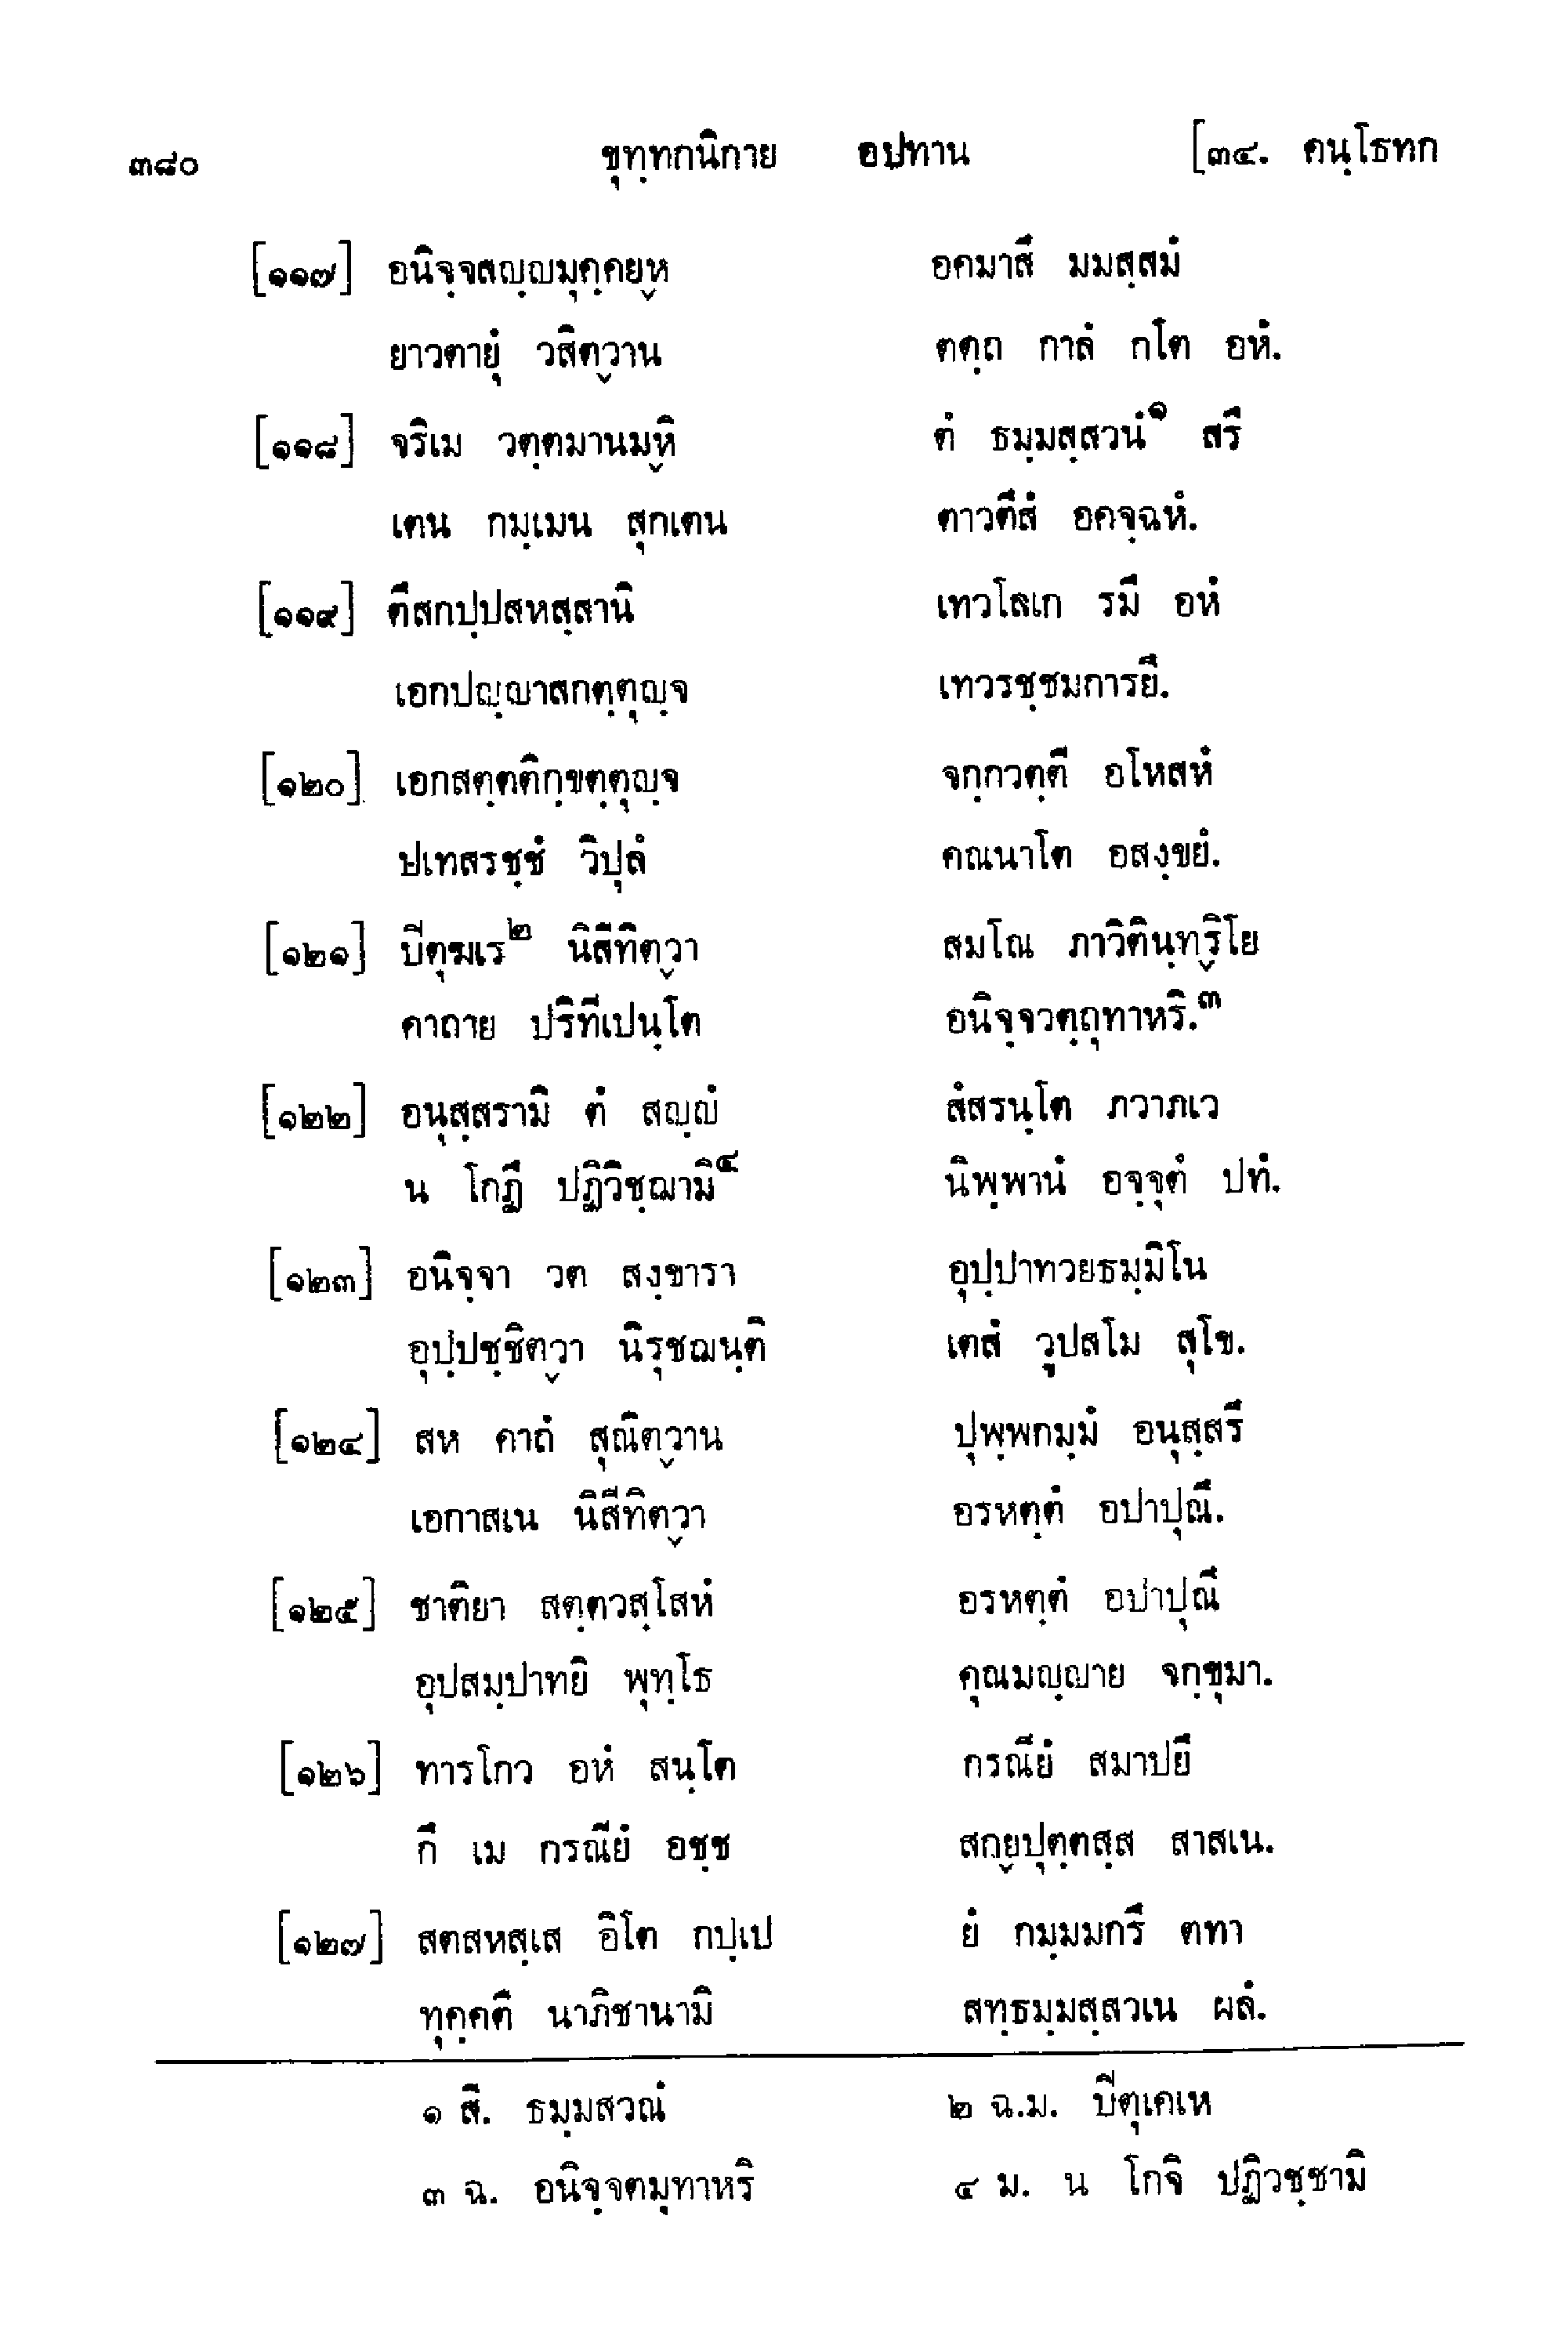 ๓๘๐ ขุทฺทกนิกาย อปทาน [๓๔. คนฺโธทก
[๑๑๗] อนิจฺจสญฺญมุคฺคยฺห อคมาสึ มมสฺสมํ
ยาวตายุํ วสิตฺวาน ตตฺถ กาลํ กโต อหํ.
[๑๑๘] จริเม วตฺตมานมฺหิ ตํ ธมฺมสฺสวนํ๑ สรึ
เตน กมฺเมน สุกเตน ตาวตึสํ อคจฺฉหํ.
[๑๑๙] ตึสกปฺปสหสฺสานิ เทวโลเก รมึ อหํ
เอกปญฺญาสกตฺตุญฺจ เทวรชฺชมการยึ.
[๑๒๐] เอกสตฺตติกฺขตฺตุญฺจ จกฺกวตฺตี อโหสหํ
ปเทสรชฺชํ วิปุลํ คณนาโต อสงฺขยํ.
[๑๒๑] ปิตุฆเร๒ นิสีทิตฺวา สมโณ ภาวิตินฺทฺริโย
คาถาย ปริทีเปนฺโต อนิจฺจวตฺถุทาหริ.๓
[๑๒๒] อนุสฺสรามิ ตํ สญฺญํ สํสรนฺโต ภวาภเว
น โกฏึ ปฏิวิชฺฌามิ๔ นิพฺพานํ อจฺจุตํ ปทํ.
[๑๒๓] อนิจฺจา วต สงฺขารา อุปฺปาทวยธมฺมิโน
อุปฺปชฺชิตฺวา นิรุชฌนฺติ เตสํ วูปสโม สุโข.
[๑๒๔] สห คาถํ สุณิตฺวาน ปุพฺพกมฺมํ อนุสฺสรึ
เอกาสเน นิสีทิตฺวา อรหตฺตํ อปาปุณึ.
[๑๒๕] ชาติยา สตฺตวสฺโสหํ อรหตฺตํ อปาปุณึ
อุปสมฺปาทยิ พุทฺโธ คุณมญฺญาย จกฺขุมา.
[๑๒๖] ทารโกว อหํ สนฺโต กรณียํ สมาปยึ
กึ เม กรณียํ อชฺช สกฺยปุตฺตสฺส สาสเน.
[๑๒๗] สตสหสฺเส อิโต กปฺเป ยํ กมฺมมกรึ ตทา
ทุคฺคตึ นาภิชานามิ สทฺธมฺมสฺสวเน ผลํ.
๑ สี. ธมฺมสวณํ ๒ ฉ.ม. ปิตุเคเห
๓ ฉ. อนิจฺจตมุทาหริ ๔ ม. น โกจิ ปฏิวชฺชามิ